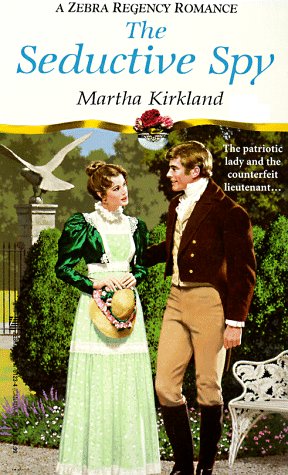 A ZEBRA REGENCY ROMANCE
The
Seductive Spy
Martha Kirkland
The patriotic
lady and the
counterfeit
lieutenant...